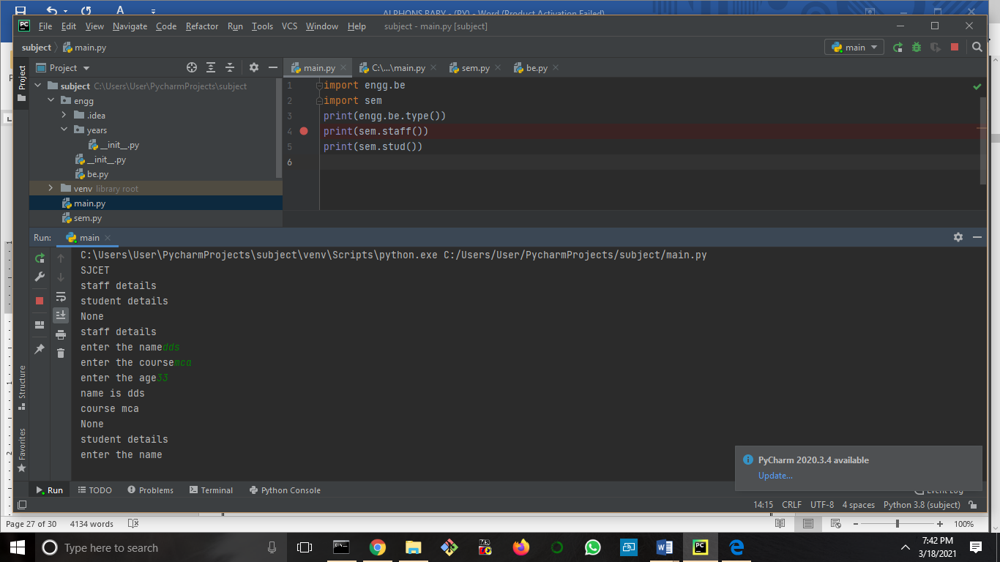 ALPHONS BABY - (PY) - Word (Product Activation Failed)
PC File Edit View Navigate Code Refactor Run Tools VCS Window Help subject - main.py [subject]
subject main.py main
Project
Project
main.py C:\...\main.py sem.py be.py
subject C:\Users\User\PycharmProjects\subject
engg
.idea
years
__init__.py
__init__.py
be.py
venv library root
main.py
sem.py
1 import engg.be
2 import sem
3 print(engg.be.type())
4 print(sem.staff())
5 print(sem.stud())
6
Run: main
C:\Users\User\PycharmProjects\subject\venv\Scripts\python.exe C:/Users/User/PycharmProjects/subject/main.py
SJCET
staff details
student details
None
staff details
enter the namedds
enter the coursemca
enter the age33
name is dds
course mca
None
student details
enter the name
Structure
Favorites
PyCharm 2020.3.4 available
Update...
Run TODO Problems Terminal Python Console Event Log
14:15 CRLF UTF-8 4 spaces Python 3.8 (subject)
Page 27 of 30 4134 words 100%
Type here to search
7:42 PM
3/18/2021